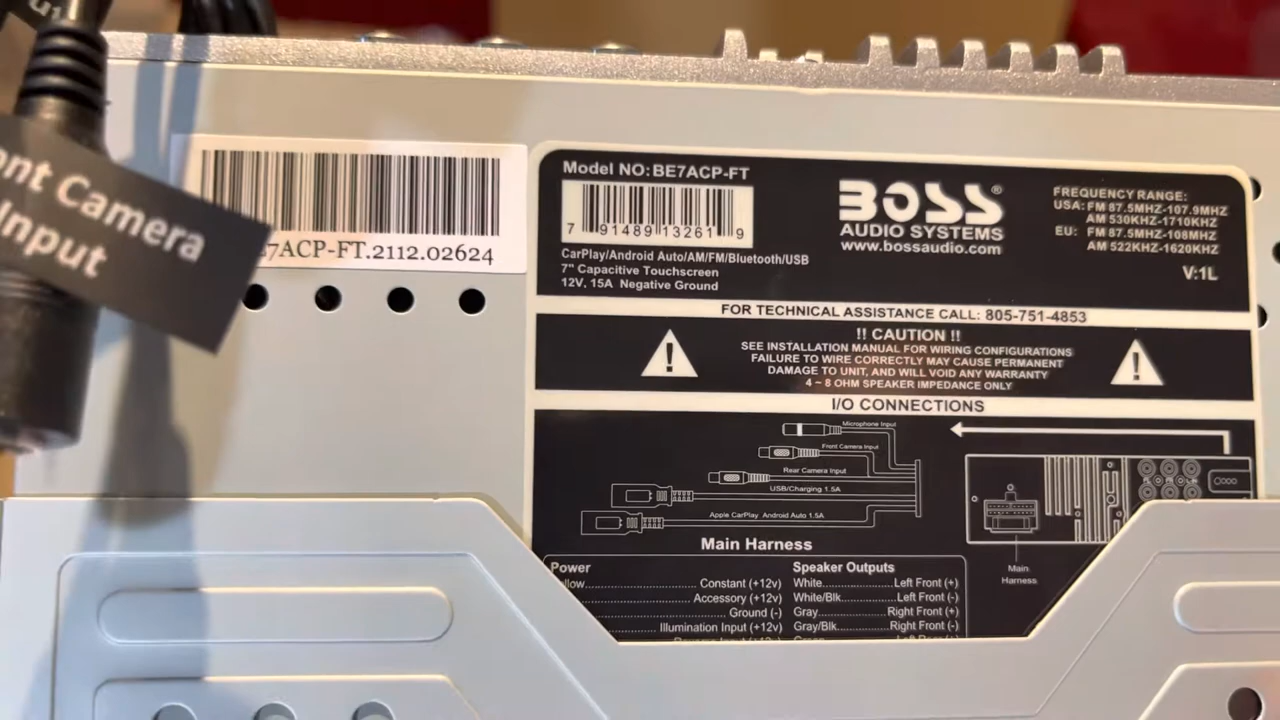 ont Camera
Input
7ACP-FT.2112.02624
Model NO: BE7ACP-FT
7 91489 13261 9
CarPlay/Android Auto/AM/FM/Bluetooth/USB
7" Capacitive Touchscreen
12V, 15A Negative Ground
BOSS®
AUDIO SYSTEMS
www.bossaudio.com
FREQUENCY RANGE:
USA: FM 87.5MHZ-107.9MHZ
AM 530KHZ-1710KHZ
EU: FM 87.5MHZ-108MHZ
AM 522KHZ-1620KHZ
V:1L
FOR TECHNICAL ASSISTANCE CALL: 805-751-4853
!! CAUTION !!
SEE INSTALLATION MANUAL FOR WIRING CONFIGURATIONS
FAILURE TO WIRE CORRECTLY MAY CAUSE PERMANENT
DAMAGE TO UNIT, AND WILL VOID ANY WARRANTY
4 ~ 8 OHM SPEAKER IMPEDANCE ONLY
I/O CONNECTIONS
Microphone Input
Front Camera Input
Rear Camera Input
USB/Charging 1.5A
Apple CarPlay Android Auto 1.5A
Main
Harness
Main Harness
Power
llow......................Constant (+12v)
......................Accessory (+12v)
......................Ground (-)
......Illumination Input (+12v)
Speaker Outputs
White..................Left Front (+)
White/Blk............Left Front (-)
Gray..................Right Front (+)
Gray/Blk............Right Front (-)